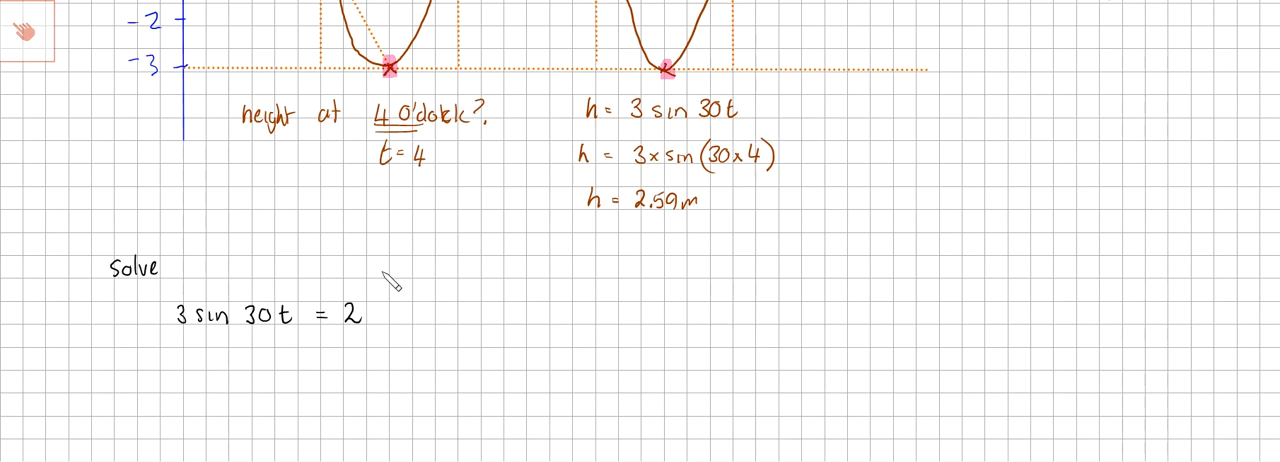 -2
-3
height at 4 O'clock?
t = 4
h = 3 sin 30t
h = 3 x sin (30 x 4)
h = 2.59m
Solve
3 sin 30t = 2